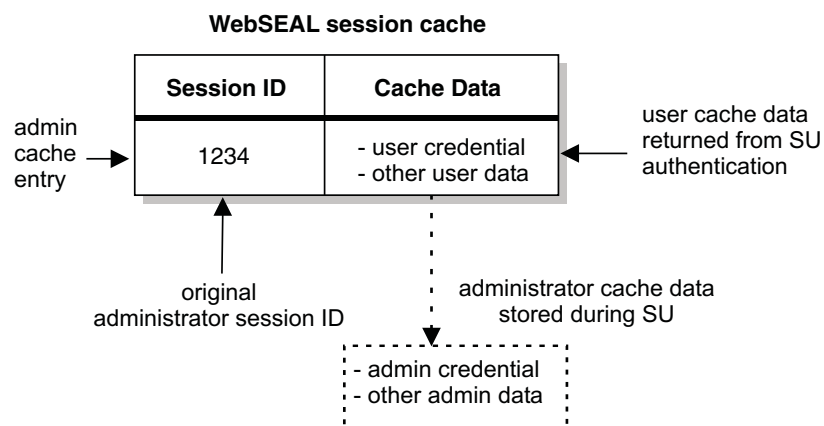 WebSEAL session cache
Session ID
Cache Data
admin
cache
entry
1234
- user credential
- other user data
user cache data
returned from SU
authentication
original
administrator session ID
administrator cache data
stored during SU
- admin credential
- other admin data